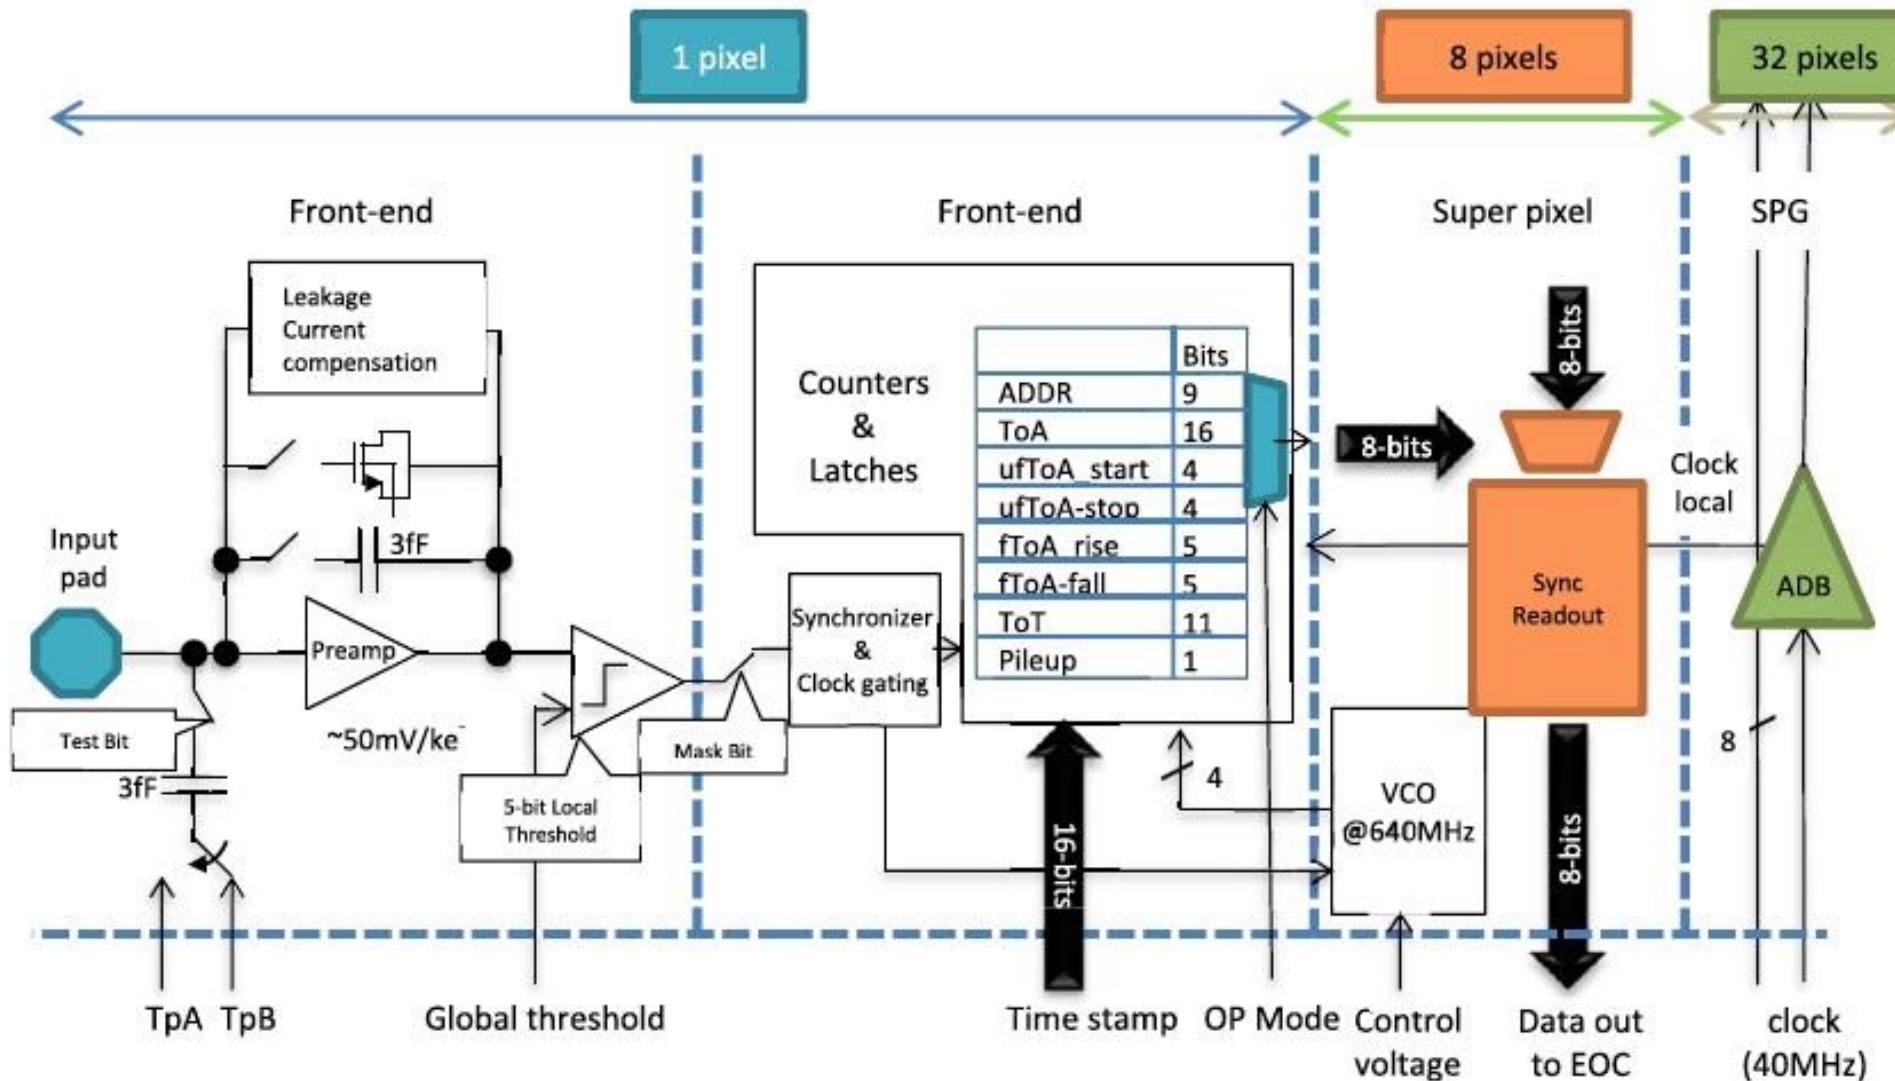 1 pixel
8 pixels
32 pixels
Front-end
Front-end
Super pixel
SPG
Leakage
Current
compensation
3fF
Input
pad
Preamp
~50mV/ke-
Test Bit
3fF
5-bit Local
Threshold
Mask Bit
Synchronizer
&
Clock gating
Counters
&
Latches
Bits
ADDR 9
ToA 16
ufToA_start 4
ufToA-stop 4
fToA_rise 5
fToA-fall 5
ToT 11
Pileup 1
8-bits
8-bits
Clock
local
Sync
Readout
ADB
8
4
VCO
@640MHz
16-bits
8-bits
TpA TpB
Global threshold
Time stamp
OP Mode
Control
voltage
Data out
to EOC
clock
(40MHz)